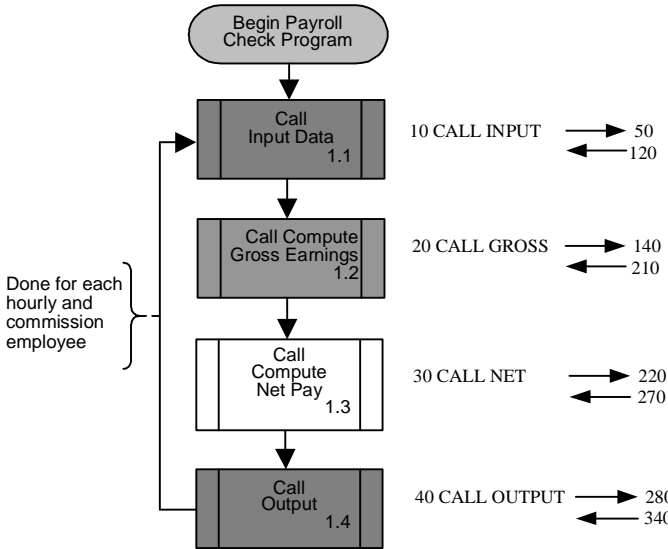 Begin Payroll
Check Program
Call
Input Data
1.1
10 CALL INPUT
50
120
Call Compute
Gross Earnings
1.2
20 CALL GROSS
140
210
Done for each
hourly and
commission
employee
Call
Compute
Net Pay
1.3
30 CALL NET
220
270
Call
Output
1.4
40 CALL OUTPUT
280
340